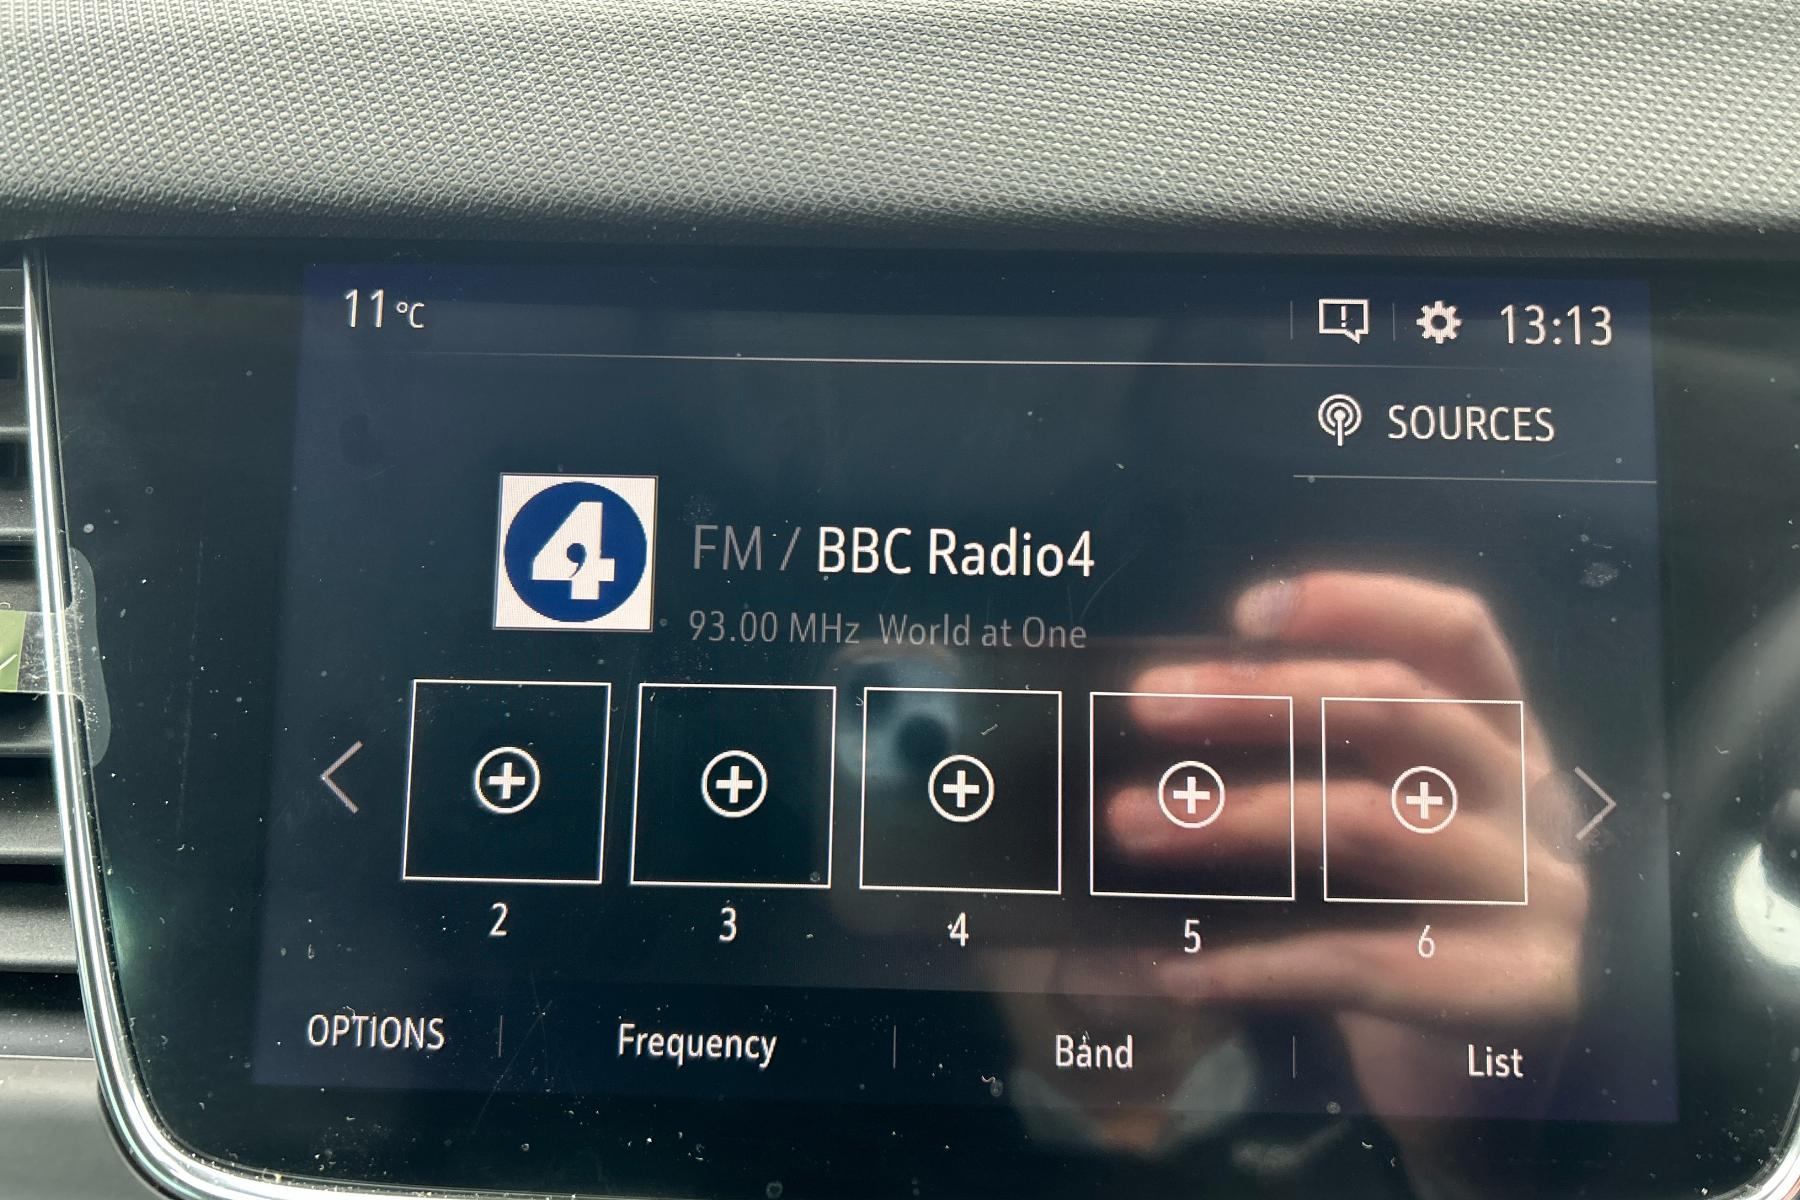 11 °C
13:13
SOURCES
4
FM / BBC Radio4
93.00 MHz World at One
2 3 4 5 6
OPTIONS Frequency Band List